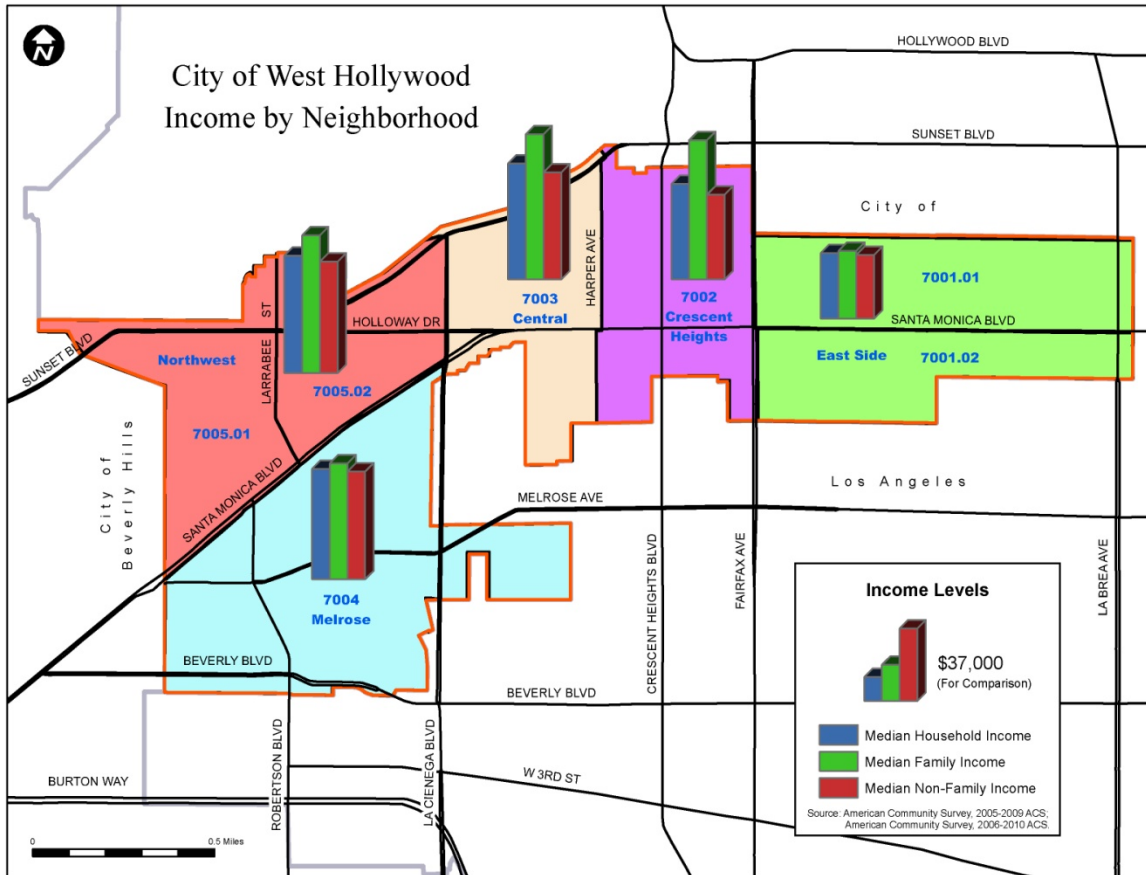 N
City of West Hollywood
Income by Neighborhood
HOLLYWOOD BLVD
SUNSET BLVD
City of
HARPER AVE
7003
Central
7002
Crescent
Heights
7001.01
SANTA MONICA BLVD
East Side
7001.02
SUNSET BLVD
Northwest
LARRABEE ST
HOLLOWAY DR
7005.02
7005.01
City of
Beverly Hills
SANTA MONICA BLVD
MELROSE AVE
Los Angeles
CRESCENT HEIGHTS BLVD
FAIRFAX AVE
LA BREA AVE
7004
Melrose
BEVERLY BLVD
BEVERLY BLVD
ROBERTSON BLVD
LA CIENEGA BLVD
W 3RD ST
BURTON WAY
0
0.5 Miles
Income Levels
$37,000
(For Comparison)
Median Household Income
Median Family Income
Median Non-Family Income
Source: American Community Survey, 2005-2009 ACS;
American Community Survey, 2006-2010 ACS.